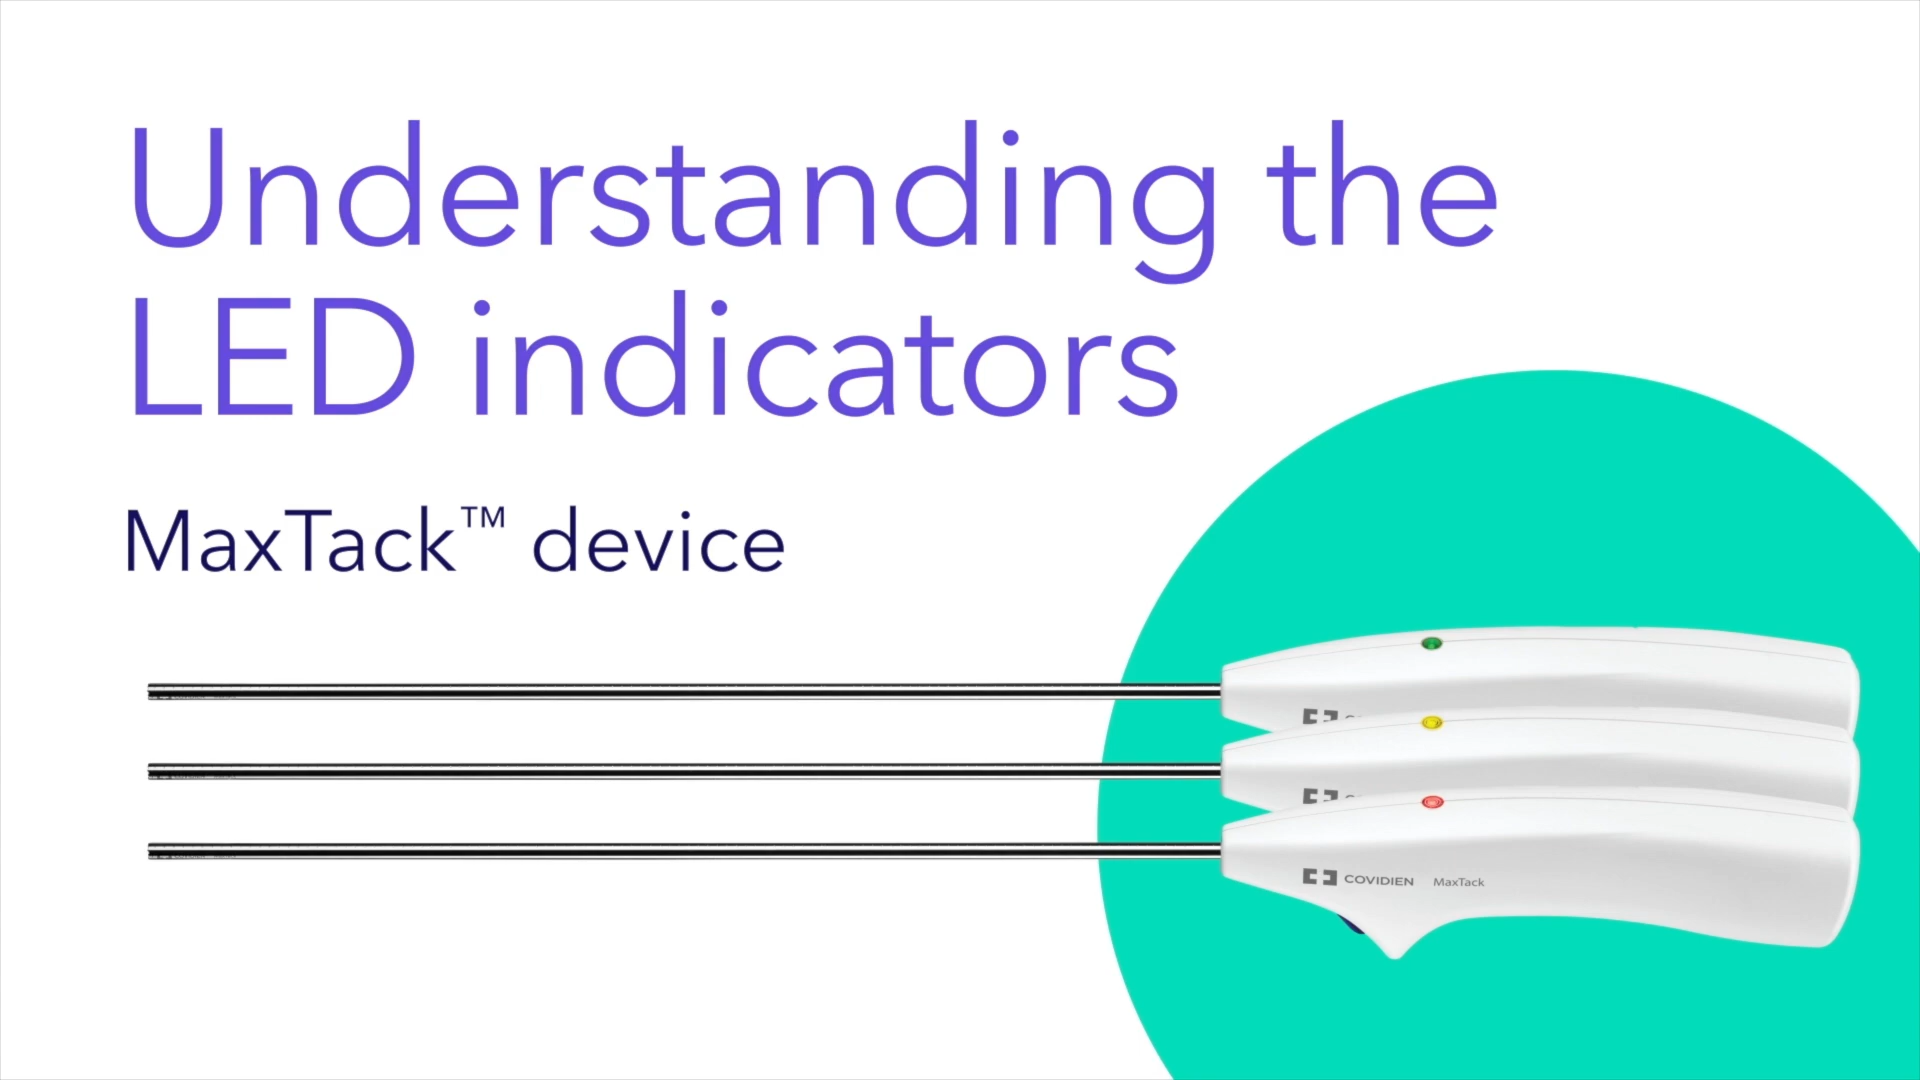 Understanding the
LED indicators
MaxTack™ device
COVIDIEN MaxTack